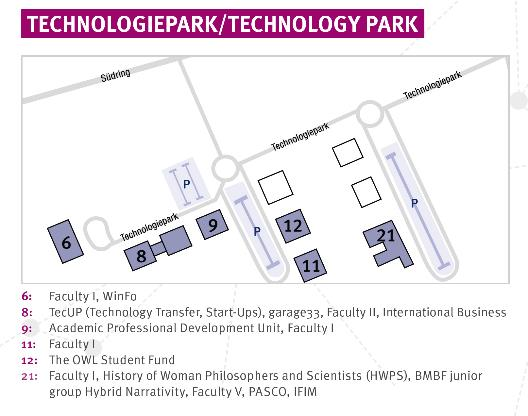 TECHNOLOGIEPARK/TECHNOLOGY PARK
Südring
Technologiepark
Technologiepark
P
P
P
Technologiepark
6
8
9
12
11
21
6: Faculty I, WinFo
8: TecUP (Technology Transfer, Start-Ups), garage33, Faculty II, International Business
9: Academic Professional Development Unit, Faculty I
11: Faculty I
12: The OWL Student Fund
21: Faculty I, History of Woman Philosophers and Scientists (HWPS), BMBF junior
group Hybrid Narrativity, Faculty V, PASCO, IFIM